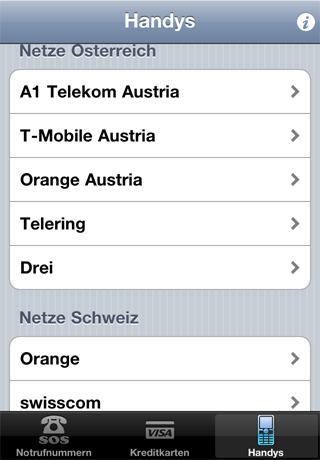 Handys
Netze Österreich
A1 Telekom Austria
T-Mobile Austria
Orange Austria
Telering
Drei
Netze Schweiz
Orange
swisscom
SOS
VISA
Notrufnummern
Kreditkarten
Handys